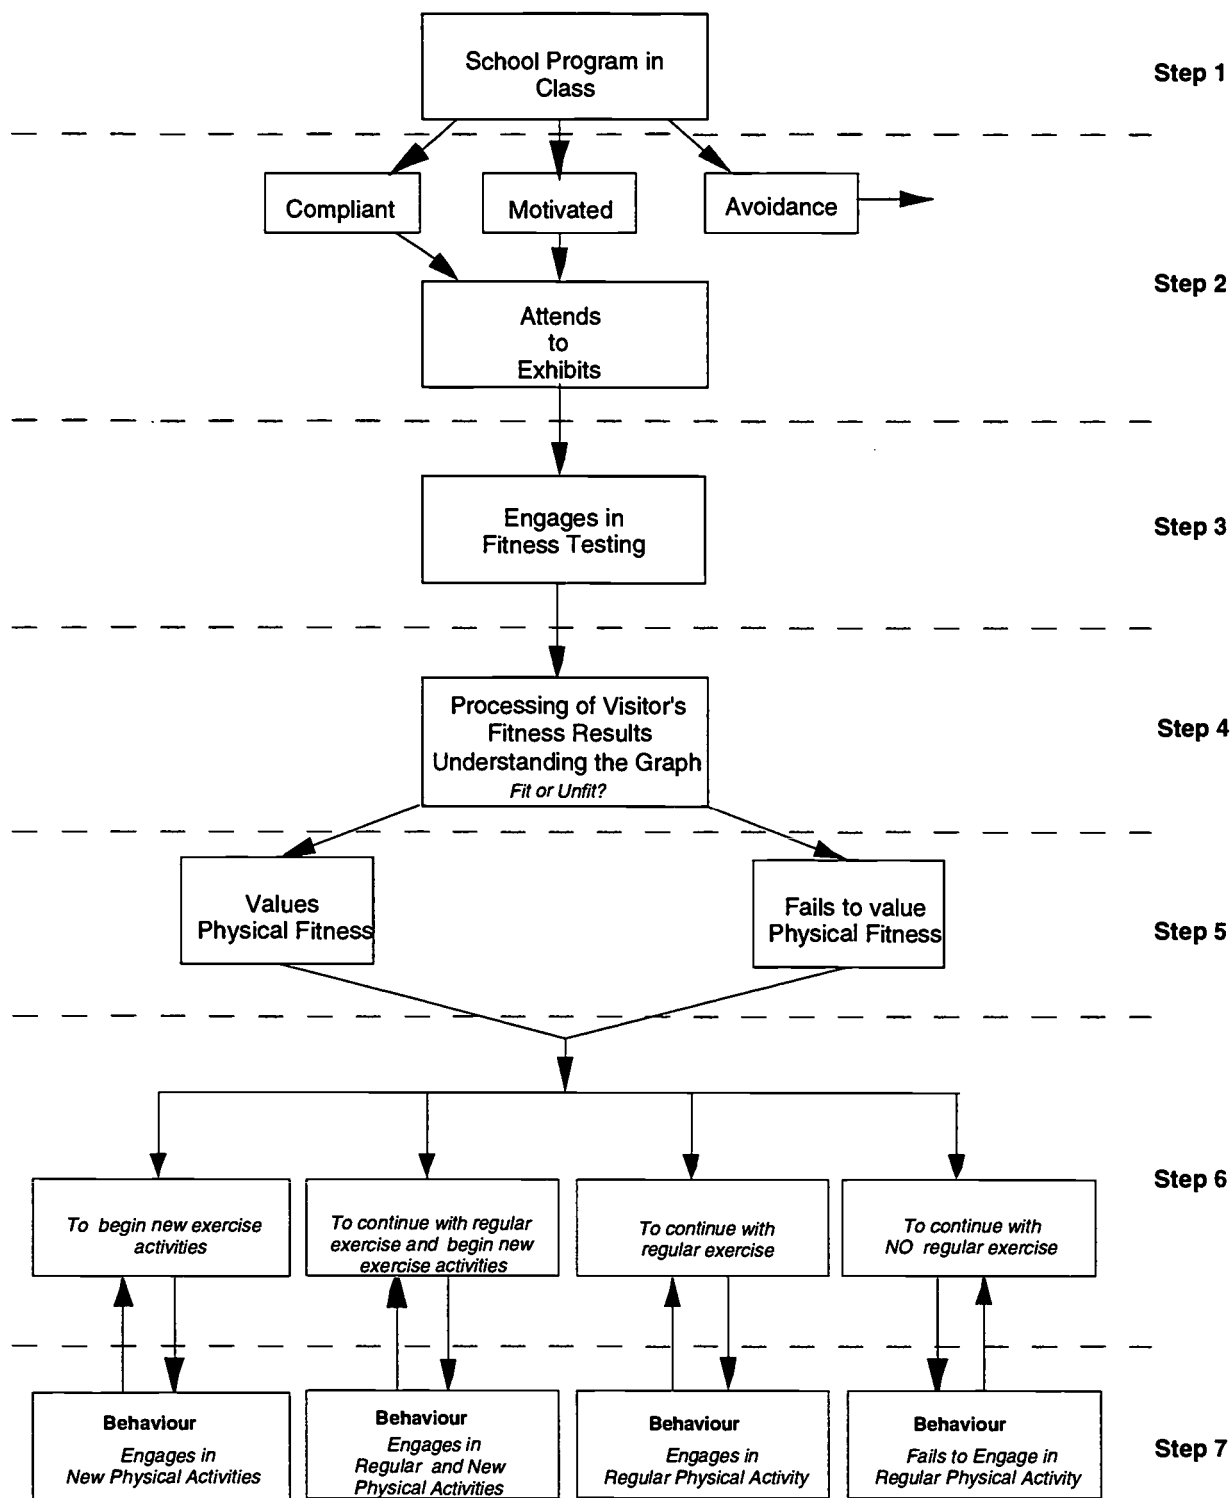 School Program in
Class
Step 1
Compliant
Motivated
Avoidance
Attends
to
Exhibits
Step 2
Engages in
Fitness Testing
Step 3
Processing of Visitor's
Fitness Results
Understanding the Graph
Fit or Unfit?
Step 4
Values
Physical Fitness
Fails to value
Physical Fitness
Step 5
To begin new exercise
activities
To continue with regular
exercise and begin new
exercise activities
To continue with
regular exercise
To continue with
NO regular exercise
Step 6
Behaviour
Engages in
New Physical Activities
Behaviour
Engages in
Regular and New
Physical Activities
Behaviour
Engages in
Regular Physical Activity
Behaviour
Fails to Engage in
Regular Physical Activity
Step 7